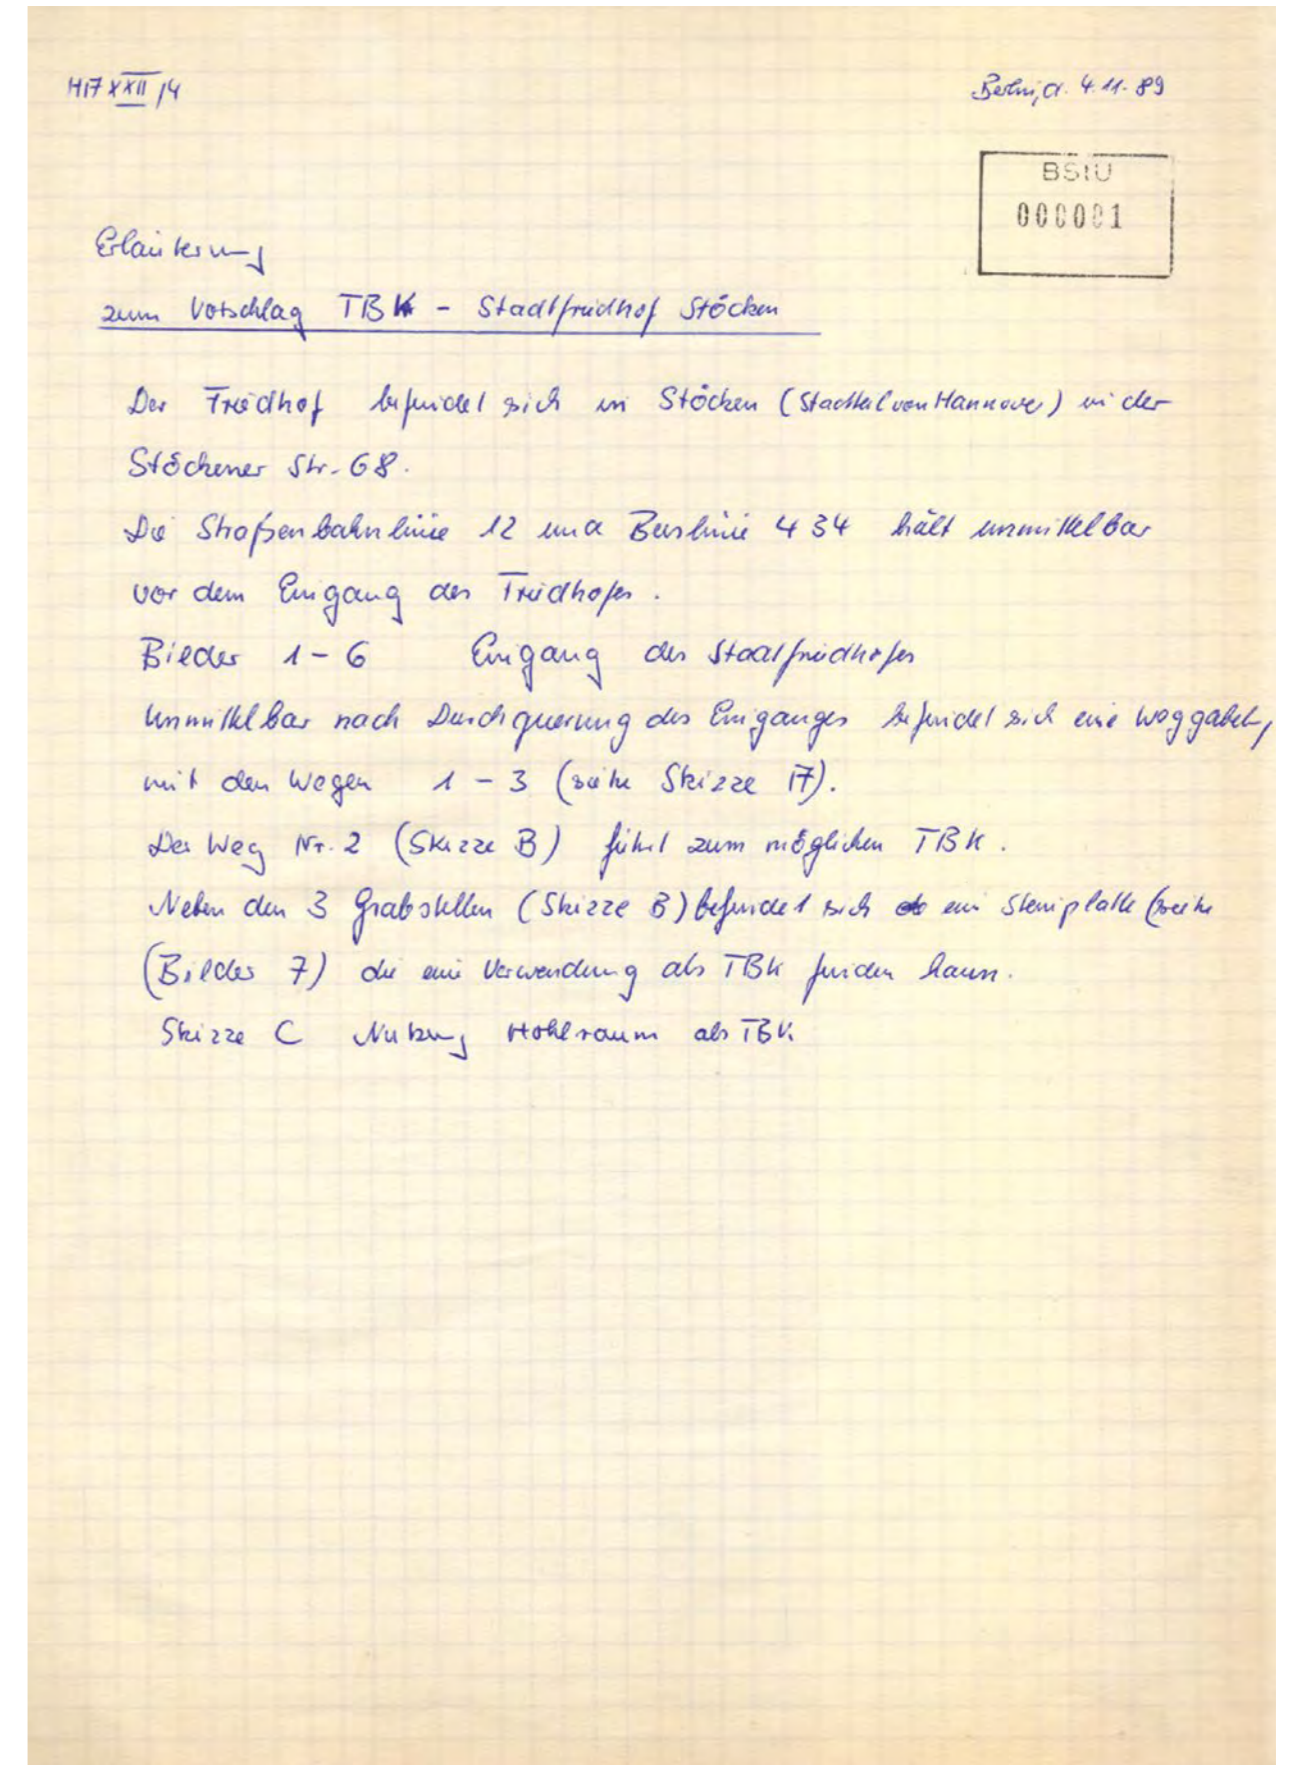 HA XXII /4
Berlin, d. 4.11.89
BStU
000001
Erläuterung
zum Vorschlag TBK - Stadtfriedhof Stöcken
Der Friedhof befindet sich in Stöcken (Stadtteil von Hannover) in der
Stöckener Str. 68.
Die Straßenbahnlinie 12 und Buslinie 434 hält unmittelbar
vor dem Eingang des Friedhofes.
Bilder 1-6 Eingang des Stadtfriedhofes
Unmittelbar nach Durchquerung des Einganges befindet sich eine Weggabelung
mit den Wegen 1-3 (siehe Skizze A).
Der Weg Nr. 2 (Skizze B) führt zum möglichen TBK.
Neben den 3 Grabstellen (Skizze B) befindet sich ein Steinplatte (siehe
(Bilder 7) die eine Verwendung als TBK finden kann.
Skizze C Nutzung Hohlraum als TBK